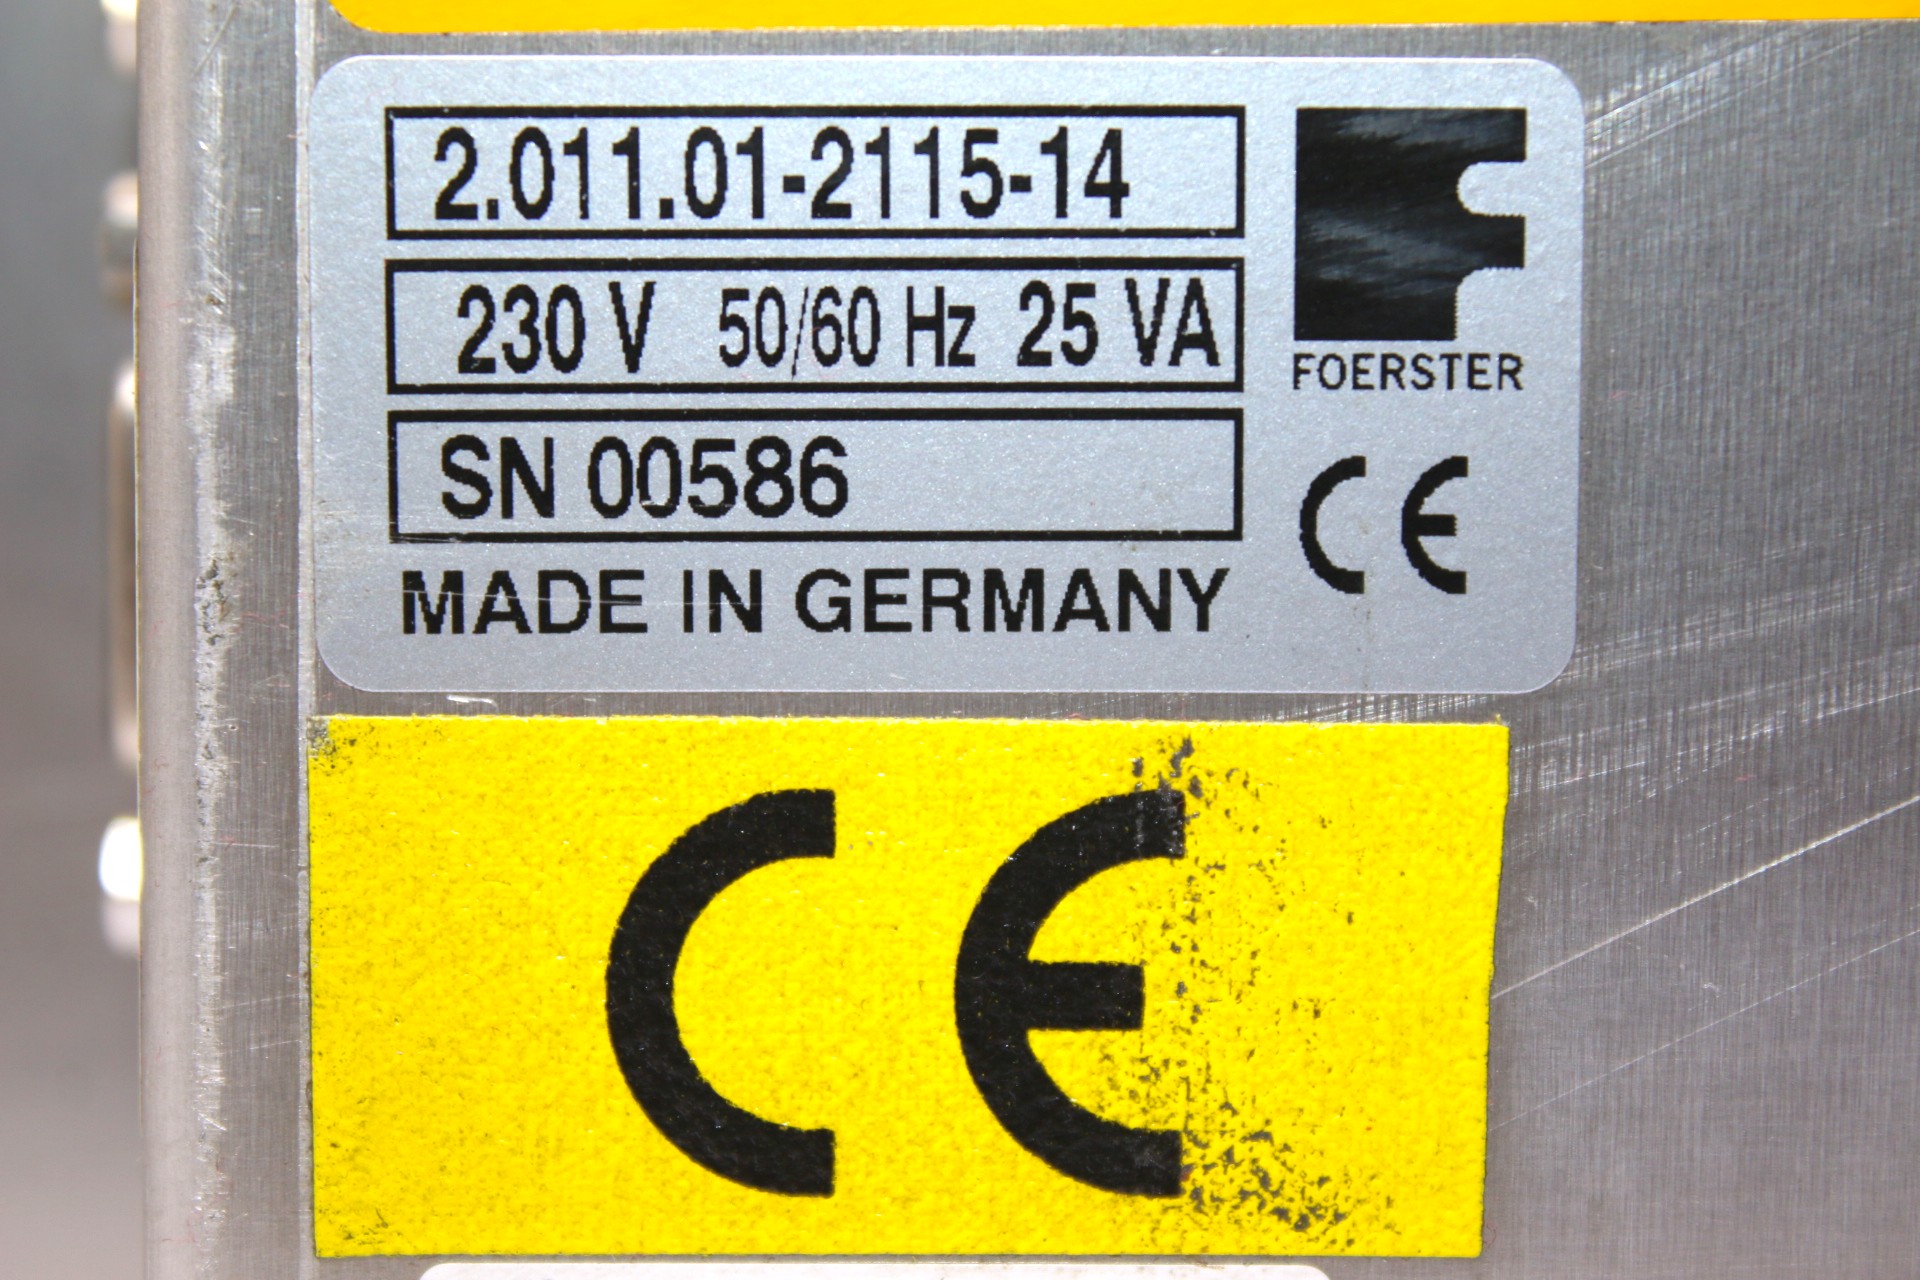 2.011.01-2115-14
230 V 50/60 Hz 25 VA
SN 00586
MADE IN GERMANY
FOERSTER
CE
CE